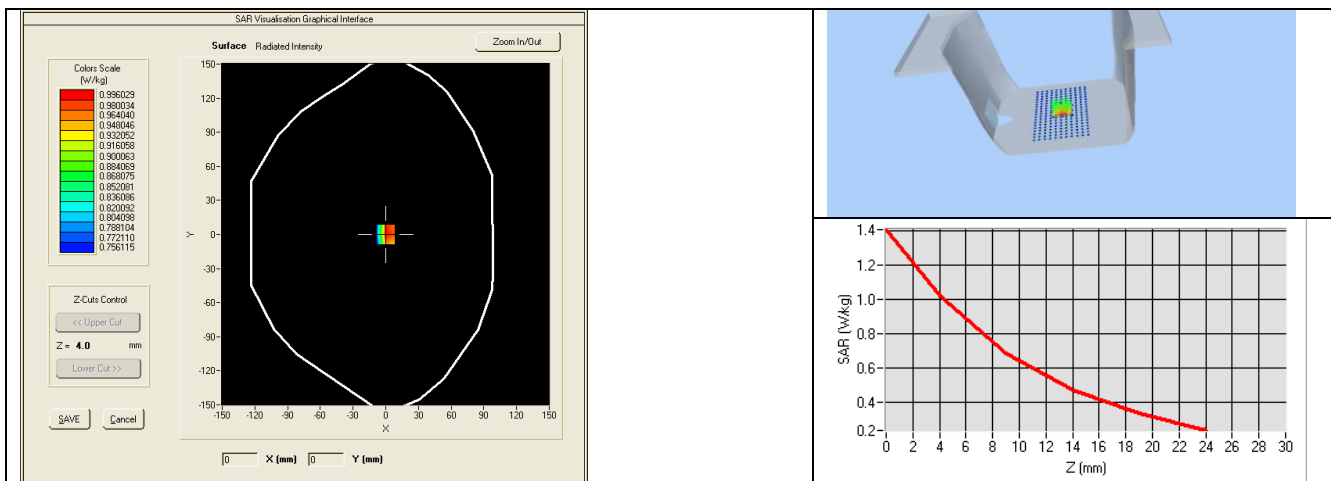 SAR Visualisation Graphical Interface
Surface Radiated Intensity
Zoom In/Out
Colors Scale
(W/kg)
0.996029
0.980034
0.964040
0.948046
0.932052
0.916058
0.900063
0.884069
0.868075
0.852081
0.836086
0.820092
0.804098
0.788104
0.772110
0.756115
Z-Cuts Control
<< Upper Cut
Z = 4.0 mm
Lower Cut >>
SAVE Cancel
150
120
90
60
30
0
-30
-60
-90
-120
-150
Y
-150 -120 -90 -60 -30 0 30 60 90 120 150
X
0 X (mm) 0 Y (mm)
1.4
1.2
1.0
0.8
0.6
0.4
0.2
SAR (W/kg)
0 2 4 6 8 10 12 14 16 18 20 22 24 26 28 30
Z (mm)